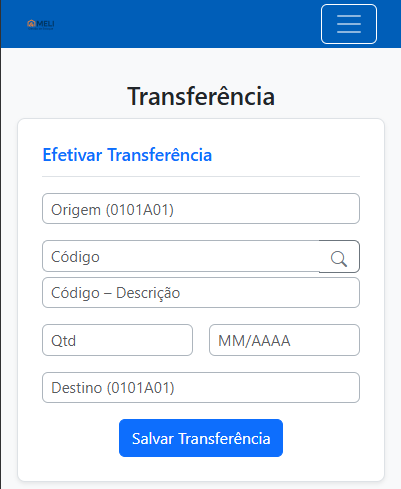 MELI
Transferência
Efetivar Transferência
Origem (0101A01)
Código
Código – Descrição
Qtd
MM/AAAA
Destino (0101A01)
Salvar Transferência